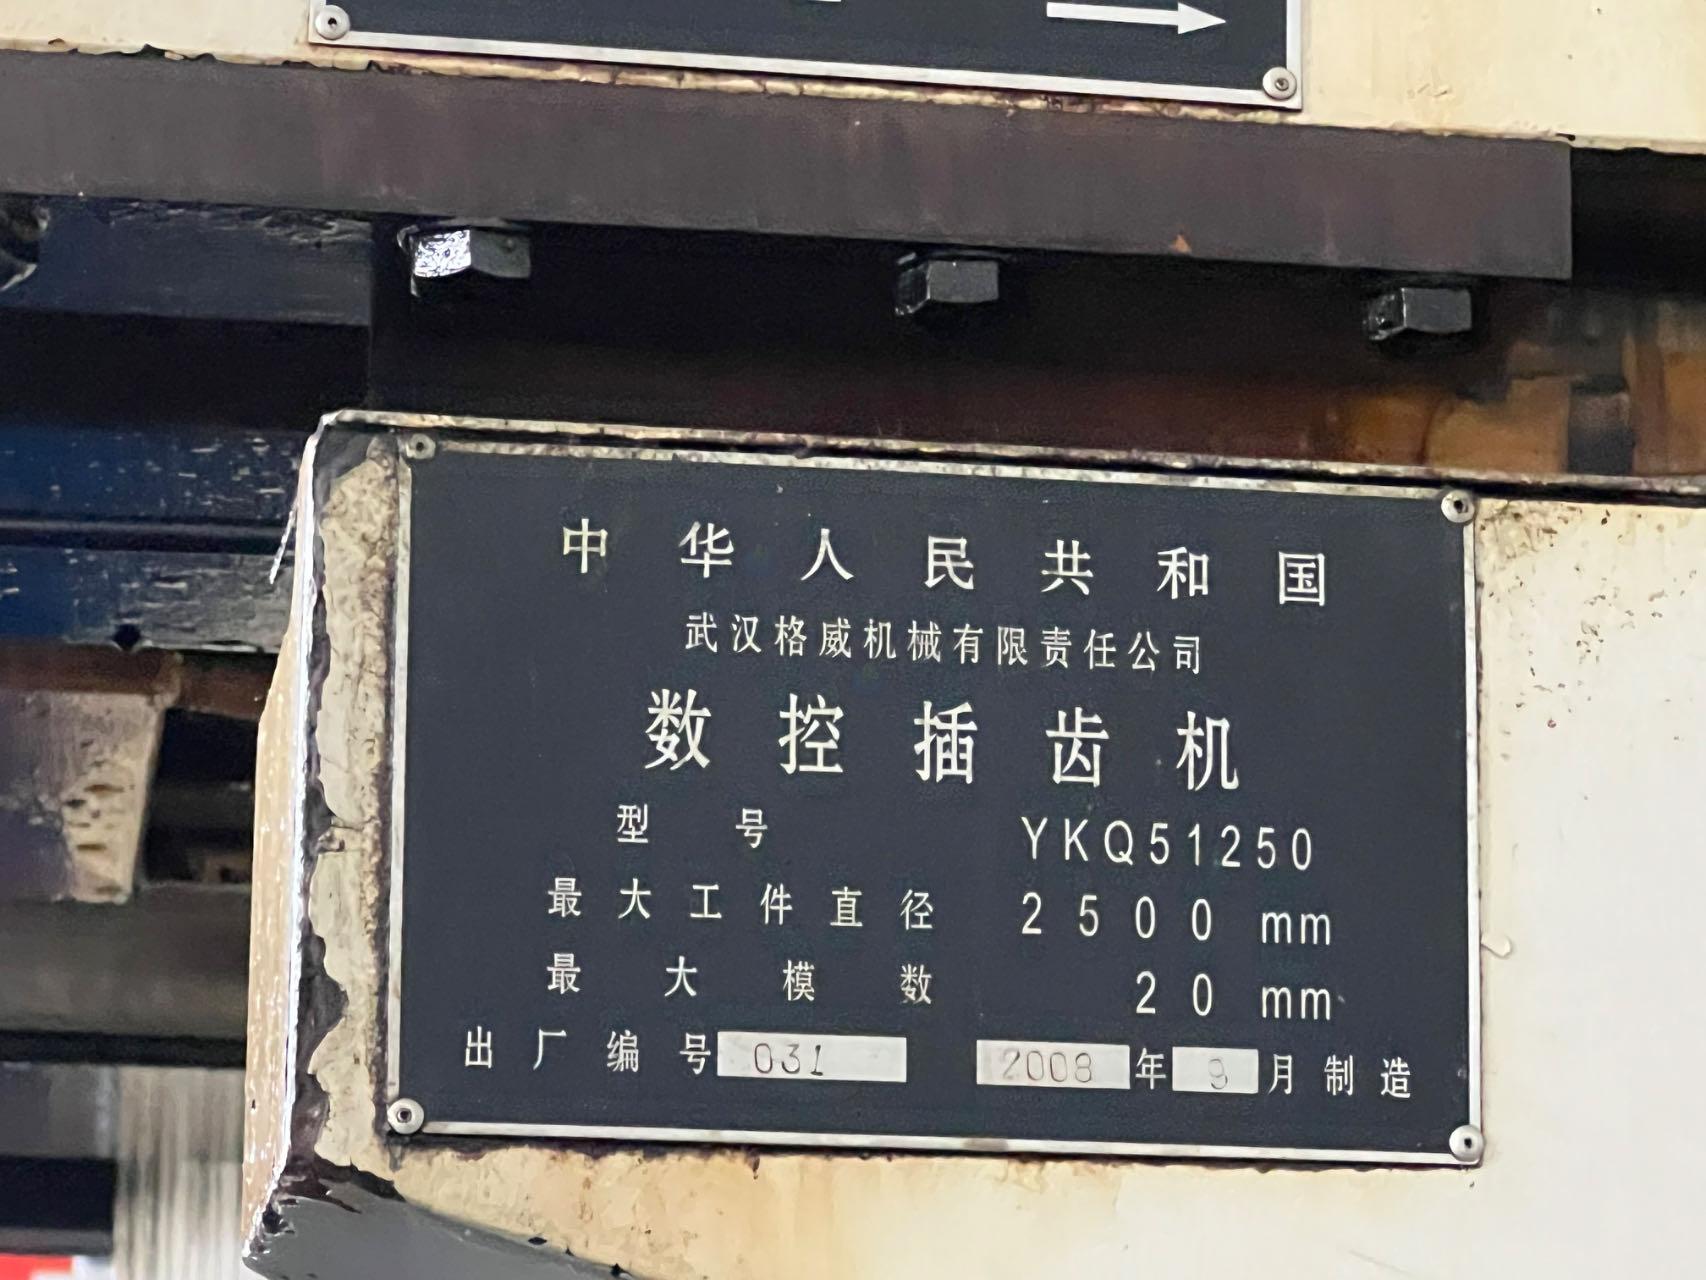 中华人民共和国
武汉格威机械有限责任公司
数控插齿机
型号 YKQ51250
最大工件直径 2500 mm
最大模数 20 mm
出厂编号 031 2008 年 9 月制造